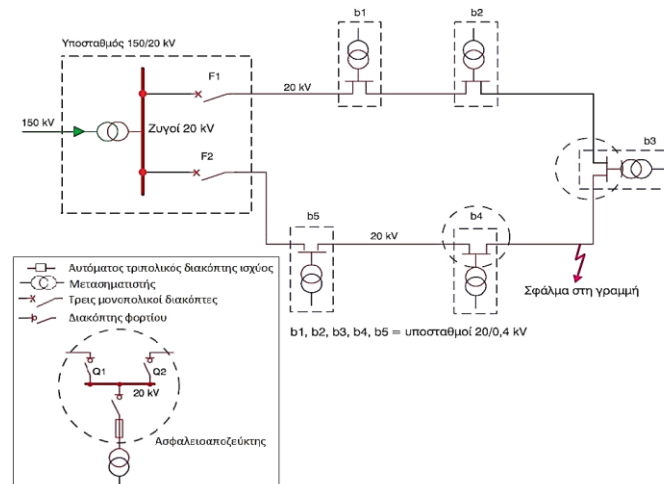 b1
b2
Υποσταθμός 150/20 kV
F1
20 kV
150 kV
Ζυγοί 20 kV
b3
F2
b5
20 kV
b4
Σφάλμα στη γραμμή
Αυτόματος τριπολικός διακόπτης ισχύος
Μετασηματιστής
Τρεις μονοπολικοί διακόπτες
Διακόπτης φορτίου
b1, b2, b3, b4, b5 = υποσταθμοί 20/0,4 kV
Q1
Q2
20 kV
Ασφαλειοαποζεύκτης